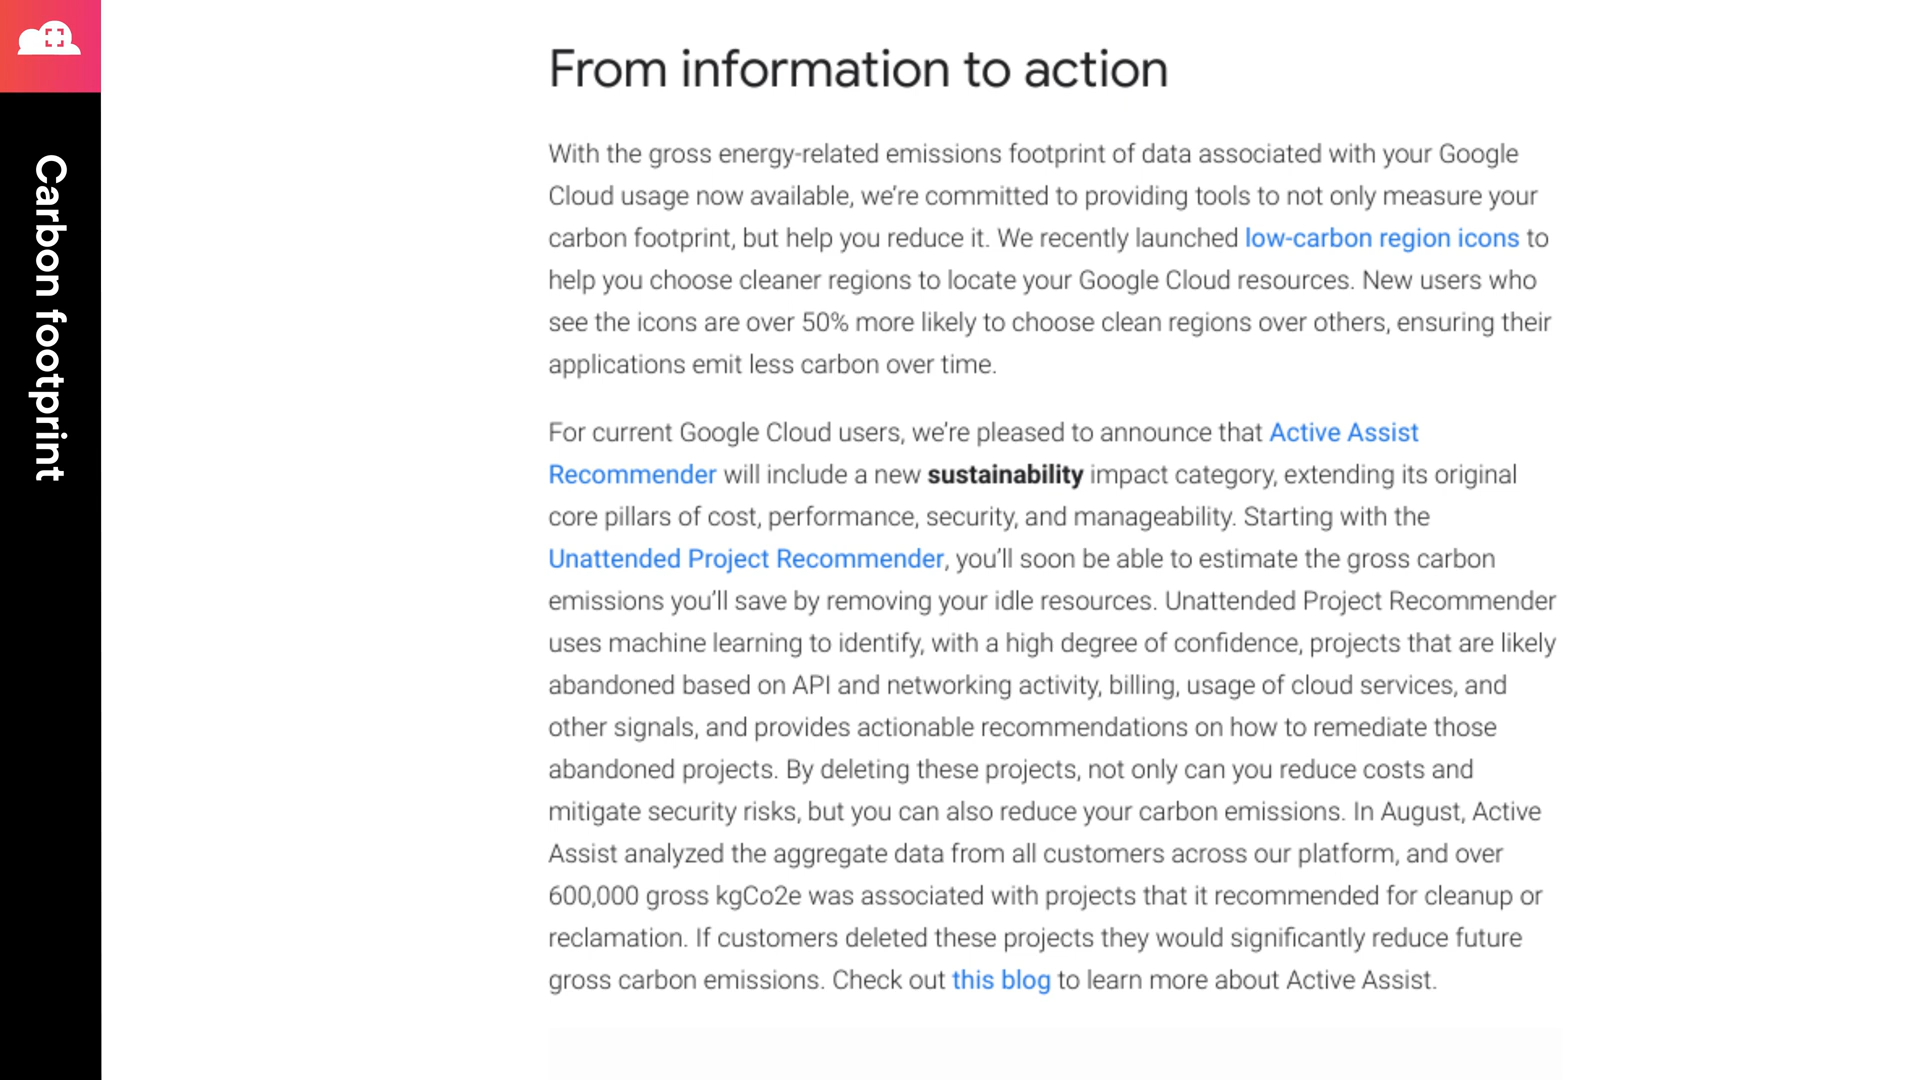 Carbon footprint
From information to action
With the gross energy-related emissions footprint of data associated with your Google
Cloud usage now available, we’re committed to providing tools to not only measure your
carbon footprint, but help you reduce it. We recently launched low-carbon region icons to
help you choose cleaner regions to locate your Google Cloud resources. New users who
see the icons are over 50% more likely to choose clean regions over others, ensuring their
applications emit less carbon over time.
For current Google Cloud users, we’re pleased to announce that Active Assist
Recommender will include a new sustainability impact category, extending its original
core pillars of cost, performance, security, and manageability. Starting with the
Unattended Project Recommender, you’ll soon be able to estimate the gross carbon
emissions you’ll save by removing your idle resources. Unattended Project Recommender
uses machine learning to identify, with a high degree of confidence, projects that are likely
abandoned based on API and networking activity, billing, usage of cloud services, and
other signals, and provides actionable recommendations on how to remediate those
abandoned projects. By deleting these projects, not only can you reduce costs and
mitigate security risks, but you can also reduce your carbon emissions. In August, Active
Assist analyzed the aggregate data from all customers across our platform, and over
600,000 gross kgCo2e was associated with projects that it recommended for cleanup or
reclamation. If customers deleted these projects they would significantly reduce future
gross carbon emissions. Check out this blog to learn more about Active Assist.